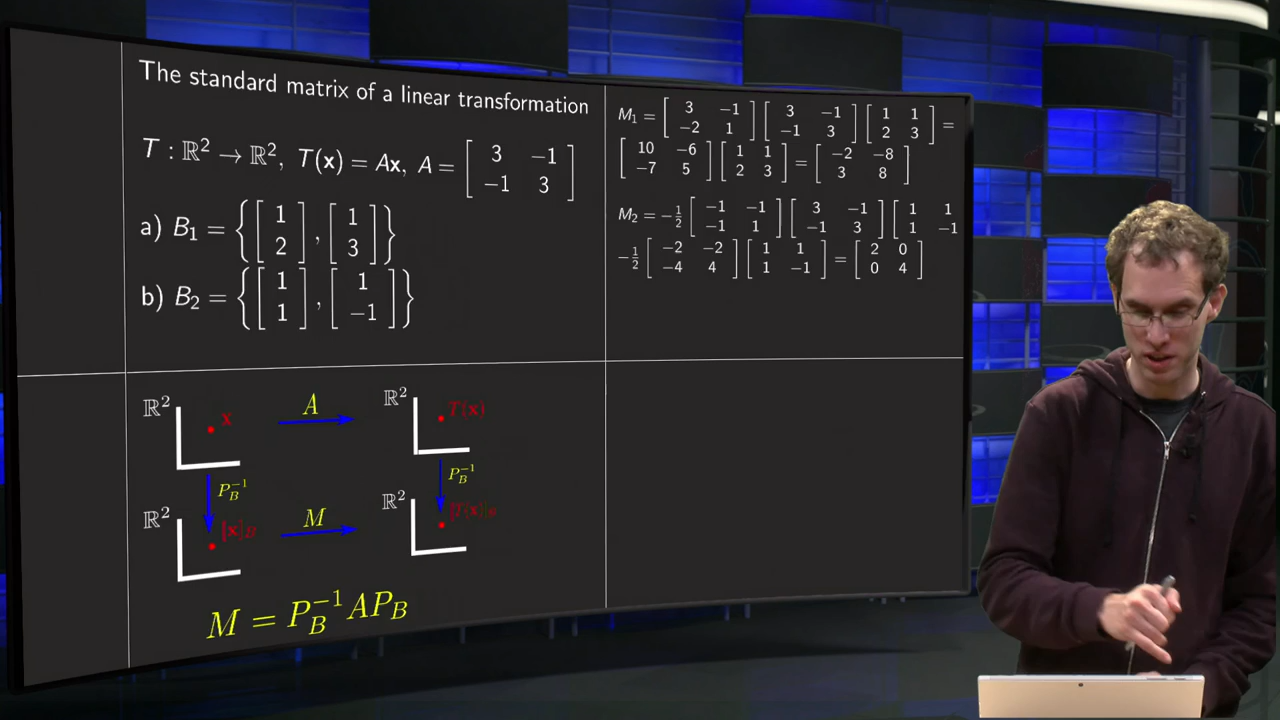 The standard matrix of a linear transformation
T : ℝ² → ℝ², T(x) = Ax, A = [ 3 −1 ; −1 3 ]
a) B₁ = { [ 1 ; 2 ] , [ 1 ; 3 ] }
b) B₂ = { [ 1 ; 1 ] , [ 1 ; −1 ] }
M₁ = [ 3 −1 ; −2 1 ] [ 3 −1 ; −1 3 ] [ 1 1 ; 2 3 ] =
[ 10 −6 ; −7 5 ] [ 1 1 ; 2 3 ] = [ −2 −8 ; 3 8 ]
M₂ = −½ [ −1 −1 ; −1 1 ] [ 3 −1 ; −1 3 ] [ 1 1 ; 1 −1
−½ [ −2 −2 ; −4 4 ] [ 1 1 ; 1 −1 ] = [ 2 0 ; 0 4 ]
ℝ² x A ℝ² T(x)
P_B⁻¹ P_B⁻¹
ℝ² [x]_B M ℝ² [T(x)]_B
M = P_B⁻¹AP_B